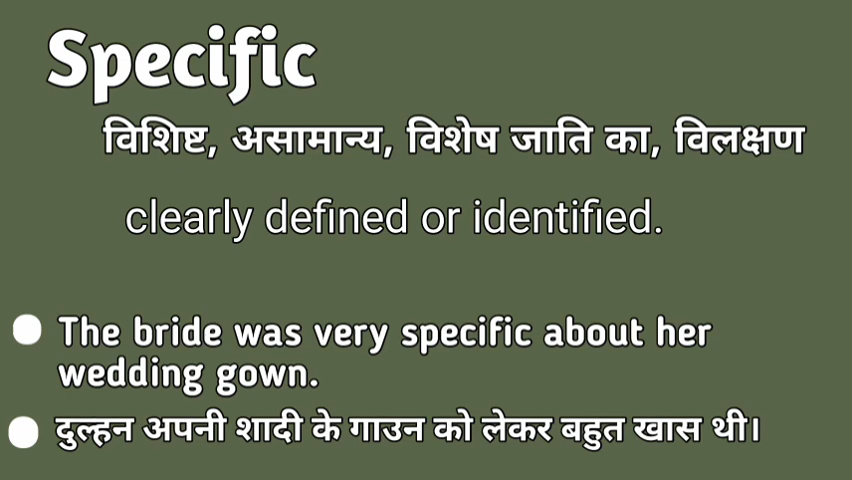 Specific
विशिष्ट, असामान्य, विशेष जाति का, विलक्षण
clearly defined or identified.
The bride was very specific about her
wedding gown.
दुल्हन अपनी शादी के गाउन को लेकर बहुत खास थी।